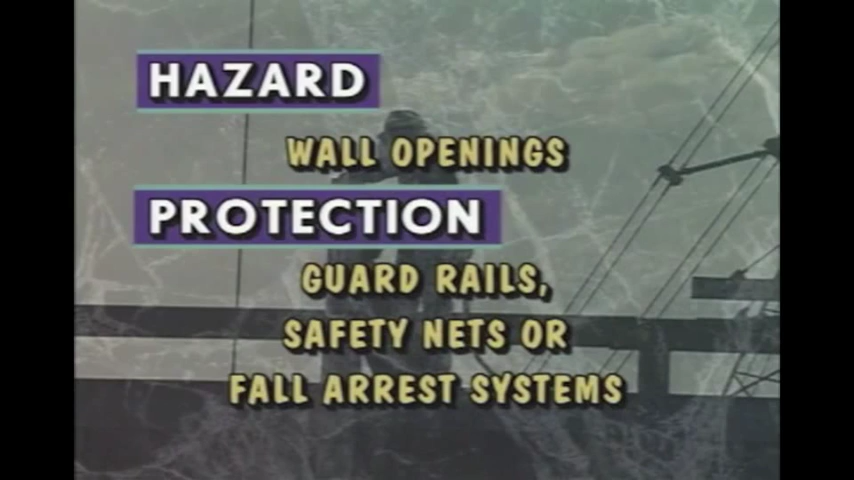 HAZARD
WALL OPENINGS
PROTECTION
GUARD RAILS,
SAFETY NETS OR
FALL ARREST SYSTEMS